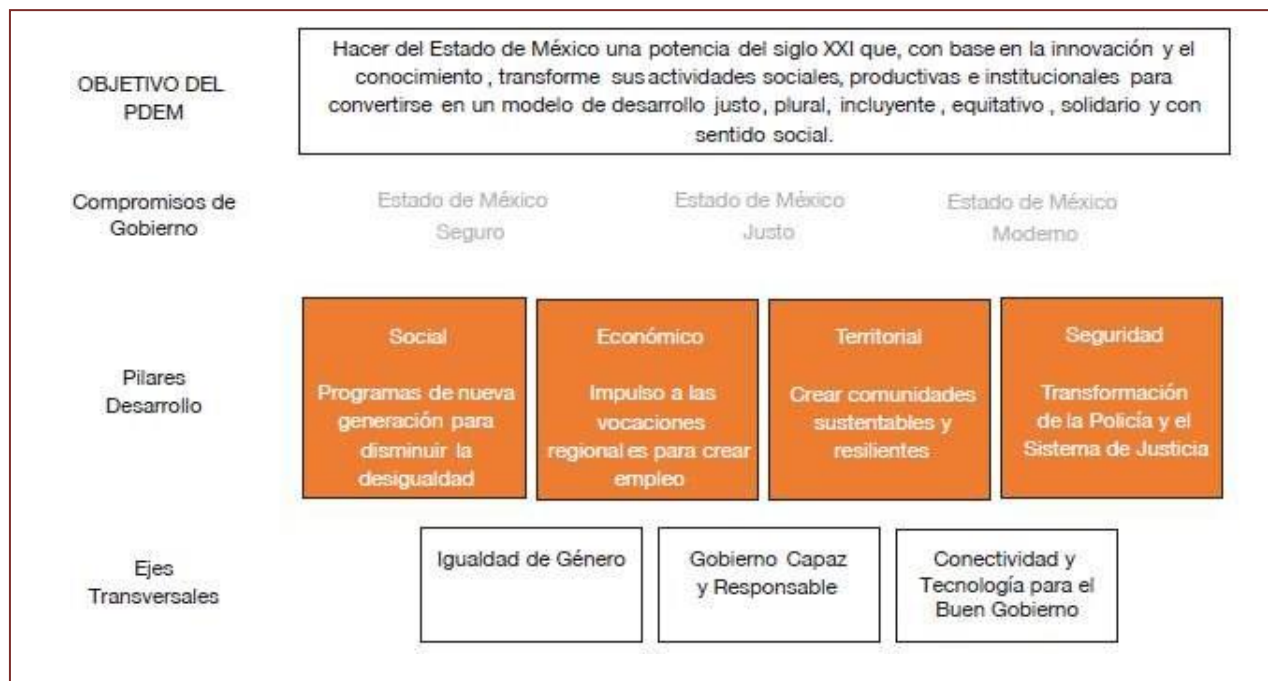 OBJETIVO DEL
PDEM
Hacer del Estado de México una potencia del siglo XXI que, con base en la innovación y el
conocimiento , transforme sus actividades sociales, productivas e institucionales para
convertirse en un modelo de desarrollo justo, plural, incluyente , equitativo , solidario y con
sentido social.
Compromisos de
Gobierno
Estado de México
Seguro
Estado de México
Justo
Estado de México
Moderno
Pilares
Desarrollo
Social
Programas de nueva
generación para
disminuir la
desigualdad
Económico
Impulso a las
vocaciones
regionales para crear
empleo
Territorial
Crear comunidades
sustentables y
resilientes
Seguridad
Transformación
de la Policía y el
Sistema de Justicia
Ejes
Transversales
Igualdad de Género
Gobierno Capaz
y Responsable
Conectividad y
Tecnología para el
Buen Gobierno